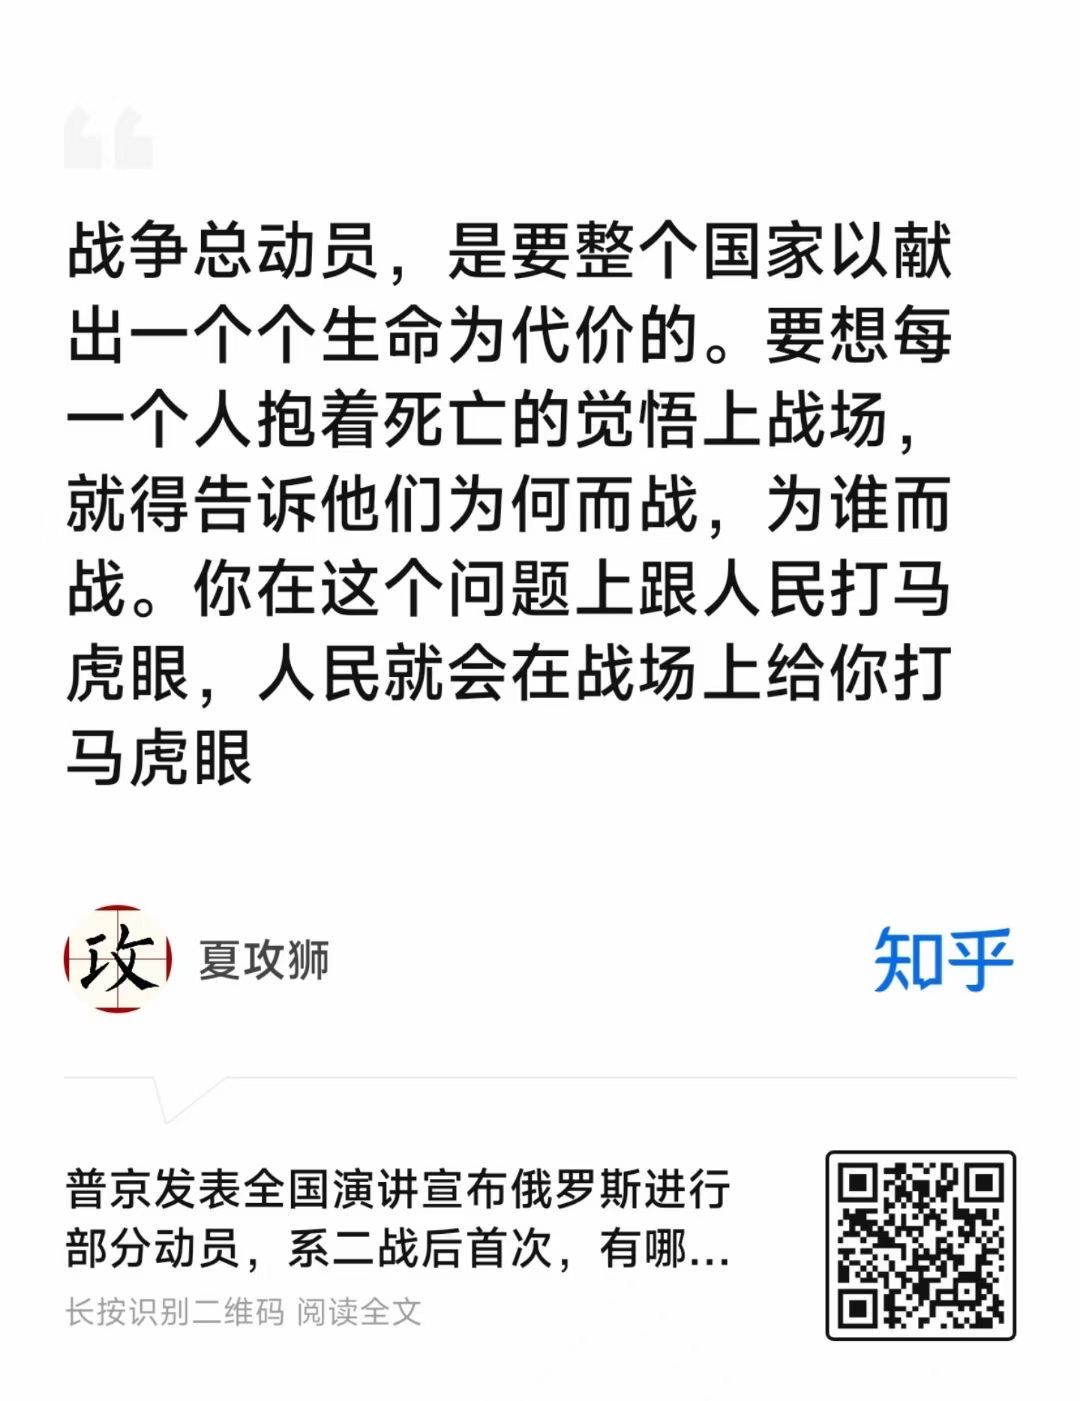 战争总动员，是要整个国家以献
出一个个生命为代价的。要想每
一个人抱着死亡的觉悟上战场，
就得告诉他们为何而战，为谁而
战。你在这个问题上跟人民打马
虎眼，人民就会在战场上给你打
马虎眼
攻
夏攻狮
知乎
普京发表全国演讲宣布俄罗斯进行
部分动员，系二战后首次，有哪...
长按识别二维码 阅读全文